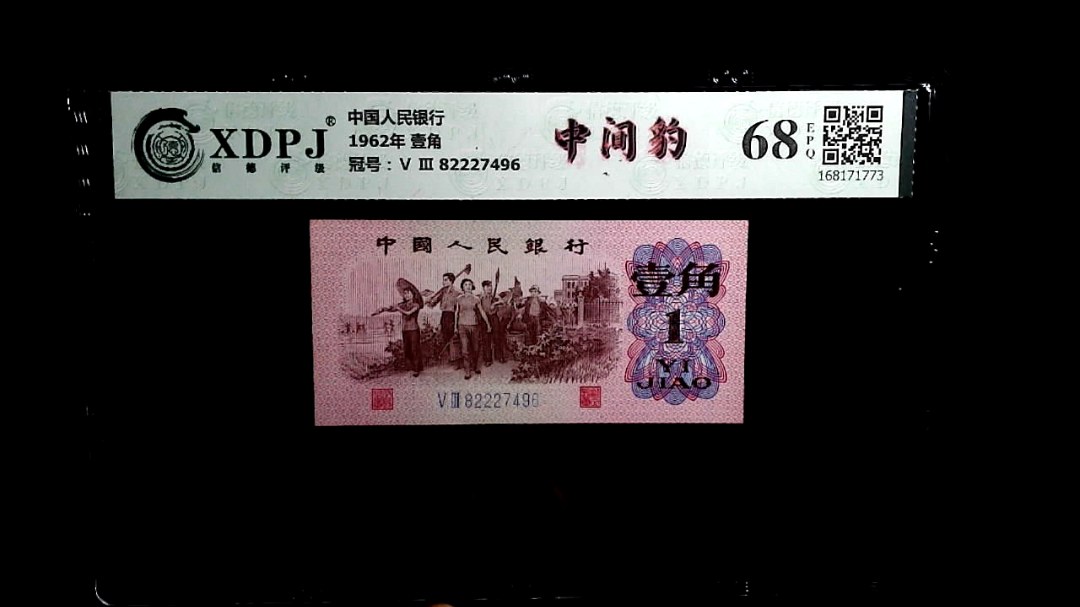 XDPJ®
信德评级
中国人民银行
1962年 壹角
冠号：V III 82227496
中间豹
68
EPQ
168171773
中國人民銀行
壹角
1
YI
JIAO
V III 82227496